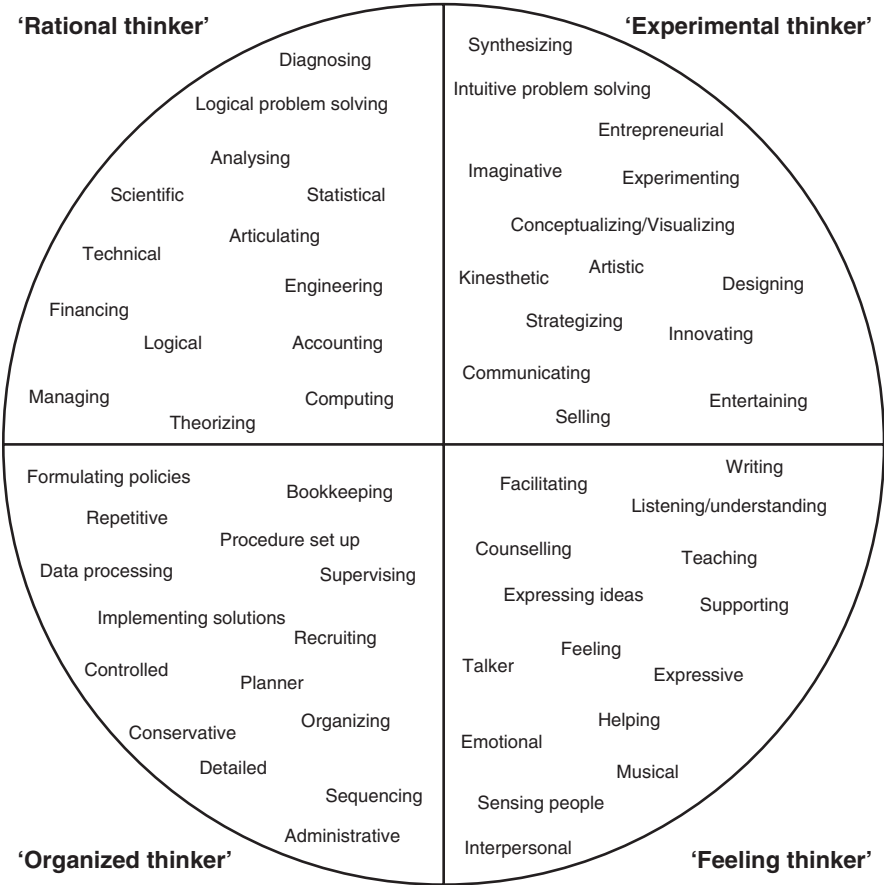 ‘Rational thinker’
Diagnosing
Logical problem solving
Analysing
Scientific
Statistical
Articulating
Technical
Engineering
Financing
Logical
Accounting
Managing
Computing
Theorizing
‘Experimental thinker’
Synthesizing
Intuitive problem solving
Entrepreneurial
Imaginative
Experimenting
Conceptualizing/Visualizing
Artistic
Kinesthetic
Designing
Strategizing
Innovating
Communicating
Entertaining
Selling
Formulating policies
Bookkeeping
Repetitive
Procedure set up
Data processing
Supervising
Implementing solutions
Recruiting
Controlled
Planner
Organizing
Conservative
Detailed
Sequencing
Administrative
‘Organized thinker’
Writing
Facilitating
Listening/understanding
Counselling
Teaching
Expressing ideas
Supporting
Feeling
Talker
Expressive
Helping
Emotional
Musical
Sensing people
Interpersonal
‘Feeling thinker’